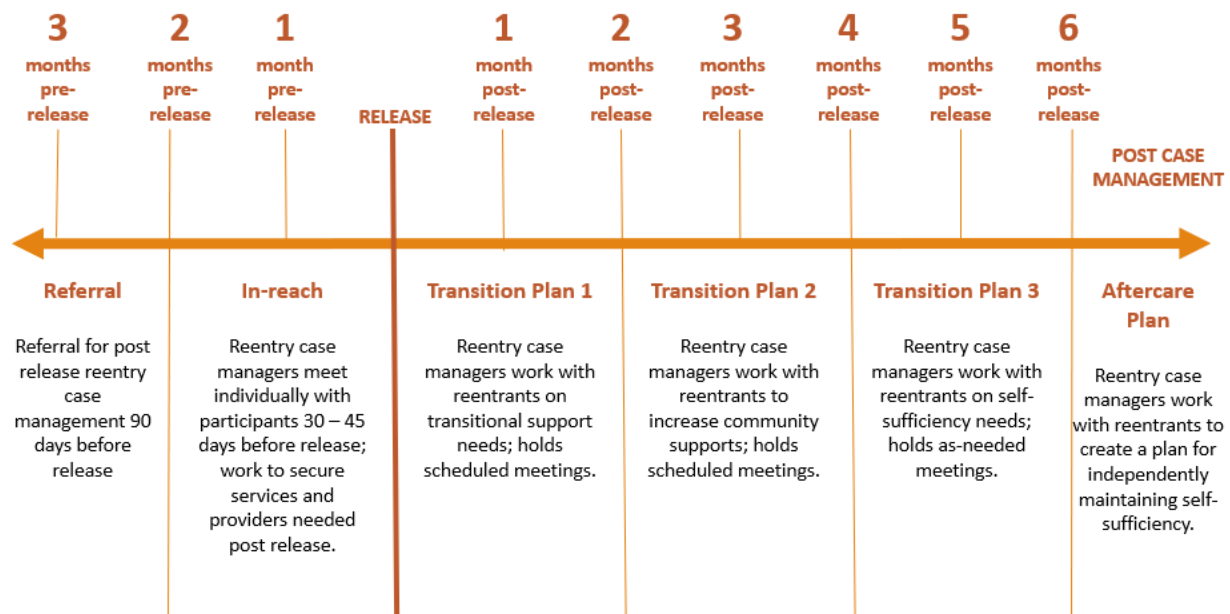 3
months
pre-
release
2
months
pre-
release
1
month
pre-
release
RELEASE
1
month
post-
release
2
months
post-
release
3
months
post-
release
4
months
post-
release
5
months
post-
release
6
months
post-
release
POST CASE
MANAGEMENT
Referral
Referral for post
release reentry
case
management 90
days before
release
In-reach
Reentry case
managers meet
individually with
participants 30 – 45
days before release;
work to secure
services and
providers needed
post release.
Transition Plan 1
Reentry case
managers work with
reentrants on
transitional support
needs; holds
scheduled meetings.
Transition Plan 2
Reentry case
managers work with
reentrants to
increase community
supports; holds
scheduled meetings.
Transition Plan 3
Reentry case
managers work with
reentrants on self-
sufficiency needs;
holds as-needed
meetings.
Aftercare
Plan
Reentry case
managers work
with reentrants to
create a plan for
independently
maintaining self-
sufficiency.